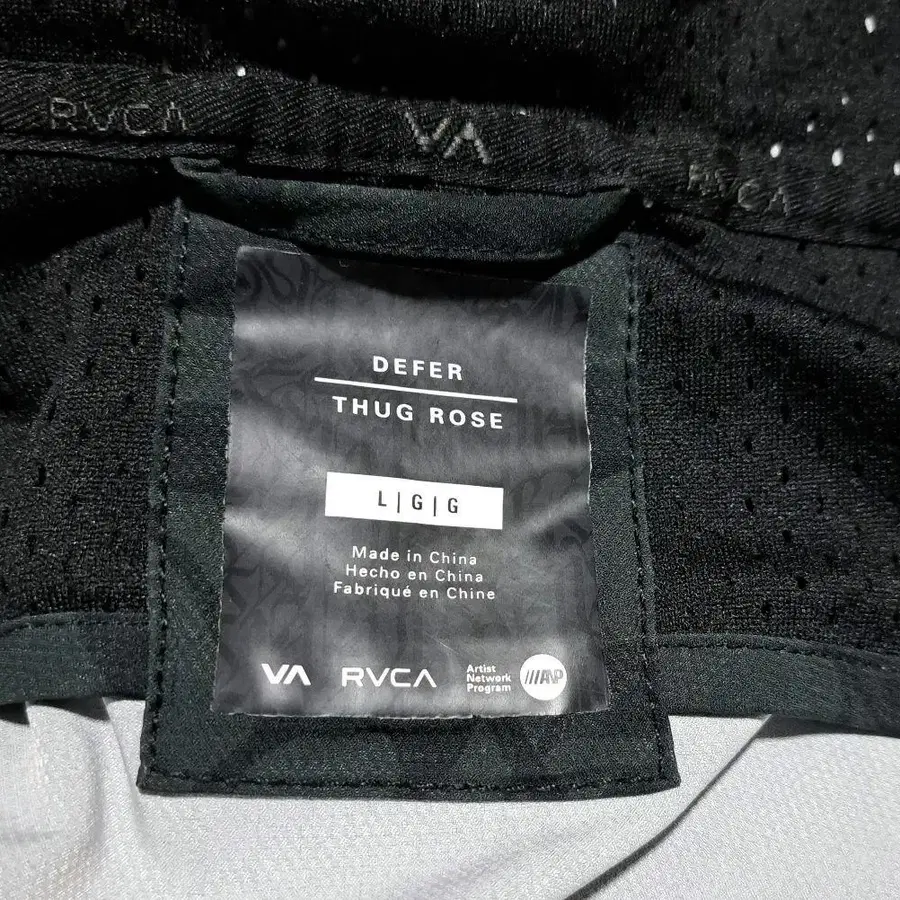 RVCA VA RVCA
DEFER
THUG ROSE
L|G|G
Made in China
Hecho en China
Fabriqué en Chine
VA RVCA Artist
Network
Program ///ANP